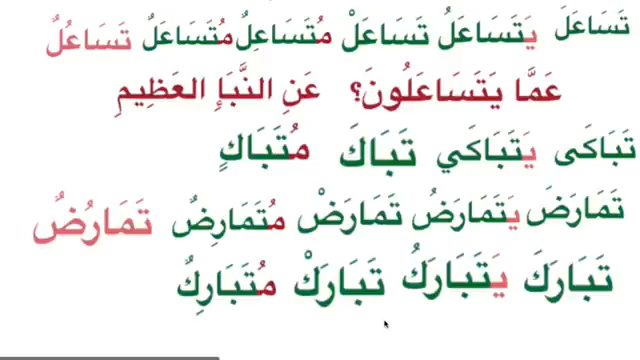 تَسَاعَلَ يَتَسَاعَلُ تَسَاعَلْ مُتَسَاعِلٌ مُتَسَاعَلٌ تَسَاعُلٌ
عَمَّا يَتَسَاعَلُونَ؟ عَنِ النَّبَإِ العَظِيمِ
تَبَاكَى يَتَبَاكَي تَبَاكَ مُتَبَاكٍ
تَمَارَضَ يَتَمَارَضُ تَمَارَضْ مُتَمَارِضٌ تَمَارُضٌ
تَبَارَكَ يَتَبَارَكُ تَبَارَكْ مُتَبَارِكٌ